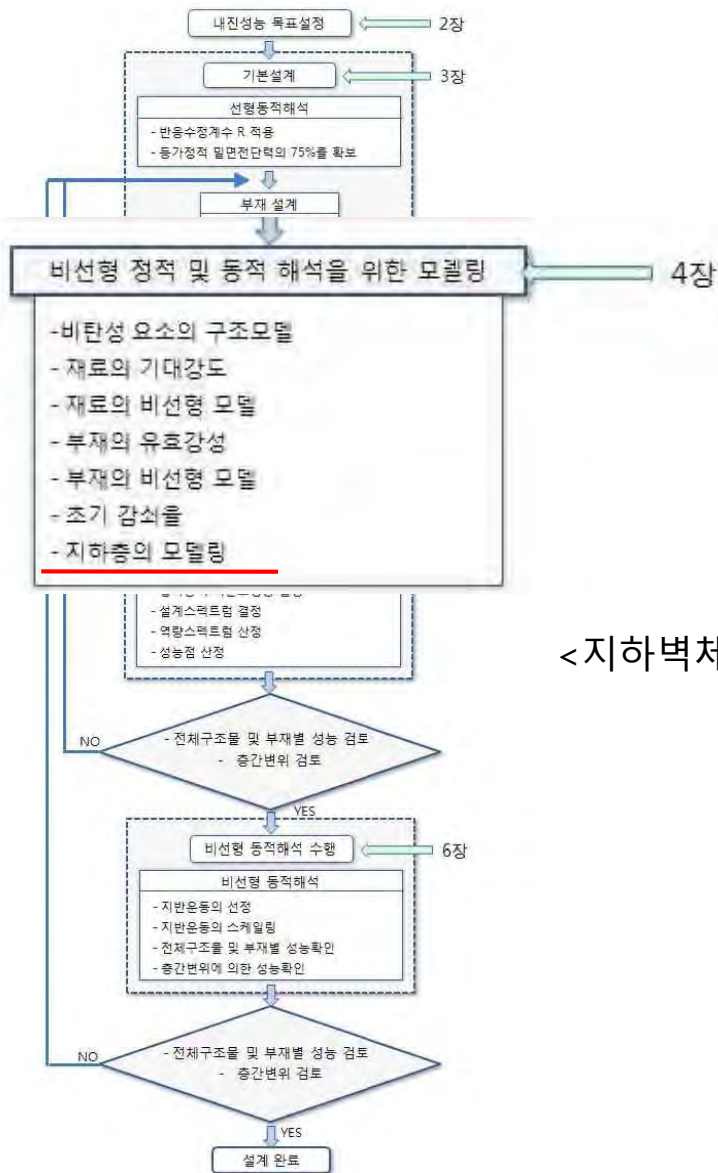 내진성능 목표설정
2장
기본설계
3장
선형동적해석
- 반응수정계수 R 적용
- 등가정적 밑면전단력의 75%를 확보
부재 설계
비선형 정적 및 동적 해석을 위한 모델링
4장
-비탄성 요소의 구조모델
- 재료의 기대강도
- 재료의 비선형 모델
- 부재의 유효강성
- 부재의 비선형 모델
- 초기 감쇠율
- 지하층의 모델링
- 설계스펙트럼 결정
- 역량스펙트럼 산정
- 성능점 산정
<지하벽체
NO
- 전체구조물 및 부재별 성능 검토
- 층간변위 검토
YES
비선형 동적해석 수행
6장
비선형 동적해석
- 지반운동의 선정
- 지반운동의 스케일링
- 전체구조물 및 부재별 성능확인
- 층간변위에 의한 성능확인
NO
- 전체구조물 및 부재별 성능 검토
- 층간변위 검토
YES
설계 완료